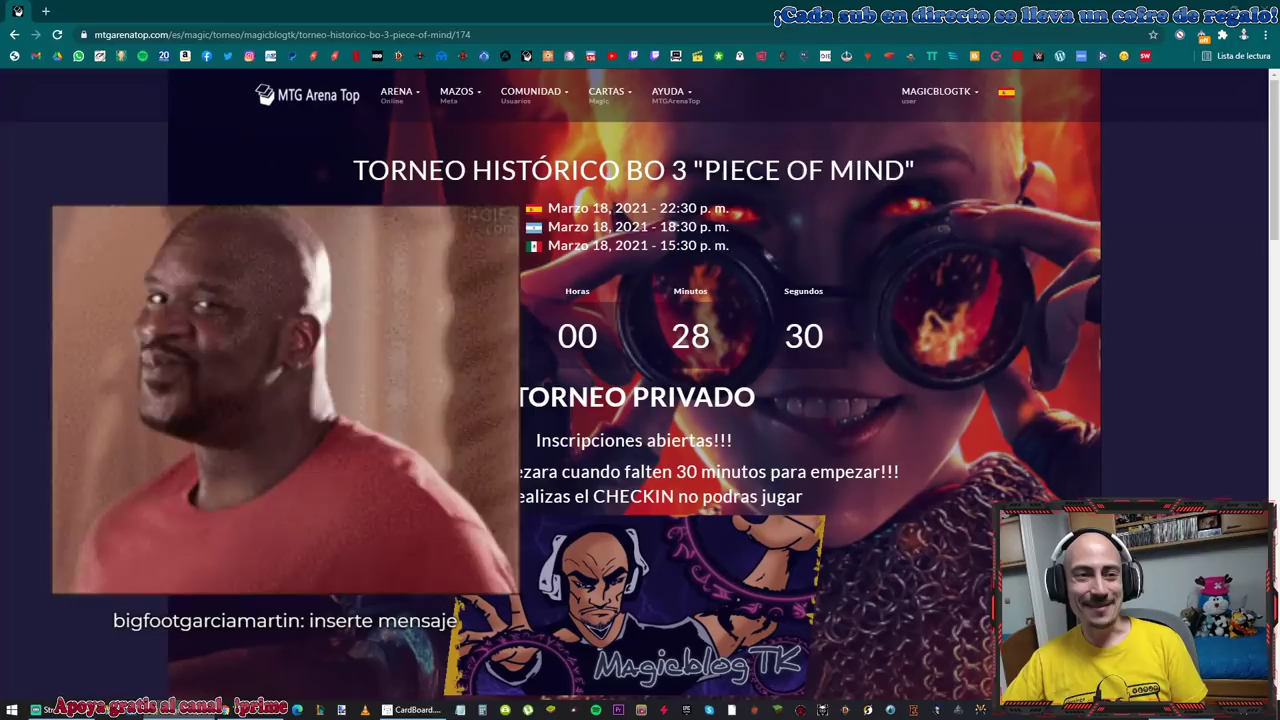 ¡Cada sub en directo se lleva un cofre de regalo!
mtgarenatop.com/es/magic/torneo/magicblogtk/torneo-historico-bo-3-piece-of-mind/174
Lista de lectura
MTG Arena Top
ARENA
Online
MAZOS
Meta
COMUNIDAD
Usuarios
CARTAS
Magic
AYUDA
MTGArenaTop
MAGICBLOGTK
user
TORNEO HISTÓRICO BO 3 "PIECE OF MIND"
Marzo 18, 2021 - 22:30 p. m.
Marzo 18, 2021 - 18:30 p. m.
Marzo 18, 2021 - 15:30 p. m.
Horas
Minutos
Segundos
00
28
30
TORNEO PRIVADO
Inscripciones abiertas!!!
ezara cuando falten 30 minutos para empezar!!!
ealizas el CHECKIN no podras jugar
MagicblogTK
bigfootgarciamartin: inserte mensaje
Apoya gratis al canal
!prime
CardBoard....